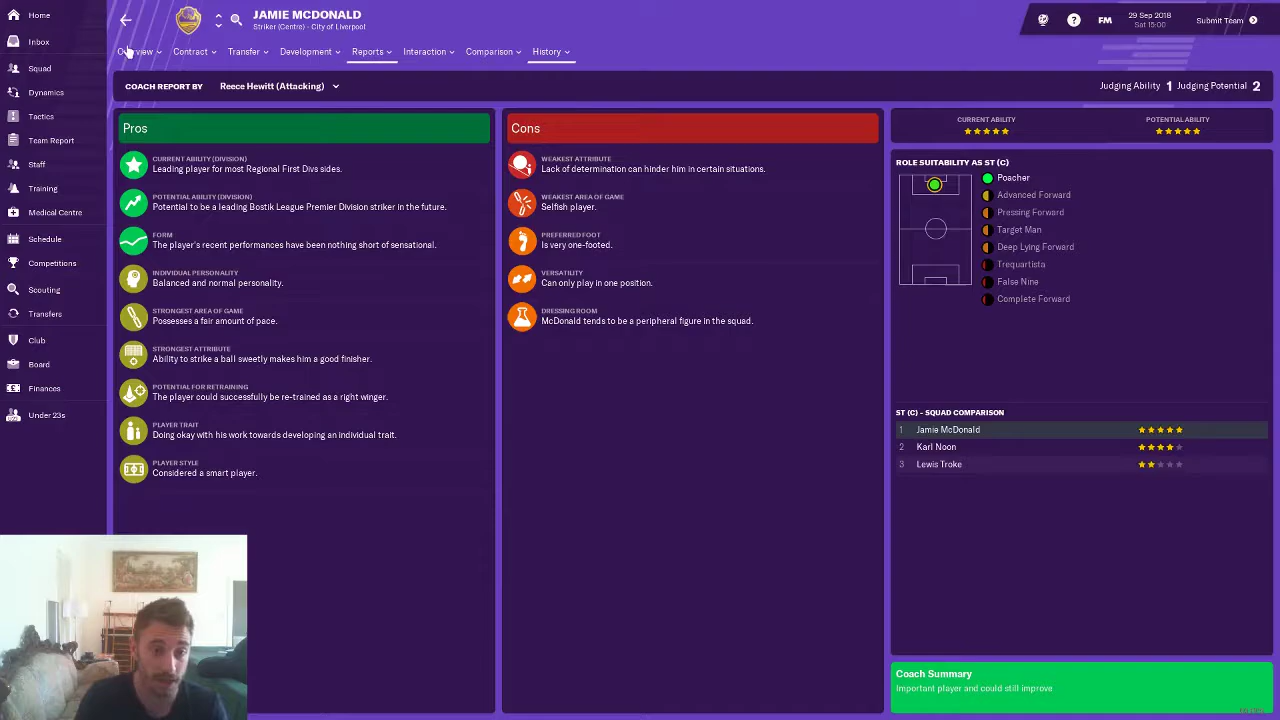 Home
Inbox
Squad
Dynamics
Tactics
Team Report
Staff
Training
Medical Centre
Schedule
Competitions
Scouting
Transfers
Club
Board
Finances
Under 23s
JAMIE MCDONALD
Striker (Centre) - City of Liverpool
FM
29 Sep 2018
Sat 15:00
Submit Team
Overview
Contract
Transfer
Development
Reports
Interaction
Comparison
History
COACH REPORT BY
Reece Hewitt (Attacking)
Judging Ability 1 Judging Potential 2
Pros
CURRENT ABILITY (DIVISION)
Leading player for most Regional First Divs sides.
POTENTIAL ABILITY (DIVISION)
Potential to be a leading Bostik League Premier Division striker in the future.
FORM
The player's recent performances have been nothing short of sensational.
INDIVIDUAL PERSONALITY
Balanced and normal personality.
STRONGEST AREA OF GAME
Possesses a fair amount of pace.
STRONGEST ATTRIBUTE
Ability to strike a ball sweetly makes him a good finisher.
POTENTIAL FOR RETRAINING
The player could successfully be re-trained as a right winger.
PLAYER TRAIT
Doing okay with his work towards developing an individual trait.
PLAYER STYLE
Considered a smart player.
Cons
WEAKEST ATTRIBUTE
Lack of determination can hinder him in certain situations.
WEAKEST AREA OF GAME
Selfish player.
PREFERRED FOOT
Is very one-footed.
VERSATILITY
Can only play in one position.
DRESSING ROOM
McDonald tends to be a peripheral figure in the squad.
CURRENT ABILITY
POTENTIAL ABILITY
ROLE SUITABILITY AS ST (C)
Poacher
Advanced Forward
Pressing Forward
Target Man
Deep Lying Forward
Trequartista
False Nine
Complete Forward
ST (C) - SQUAD COMPARISON
1 Jamie McDonald
2 Karl Noon
3 Lewis Troke
Coach Summary
Important player and could still improve